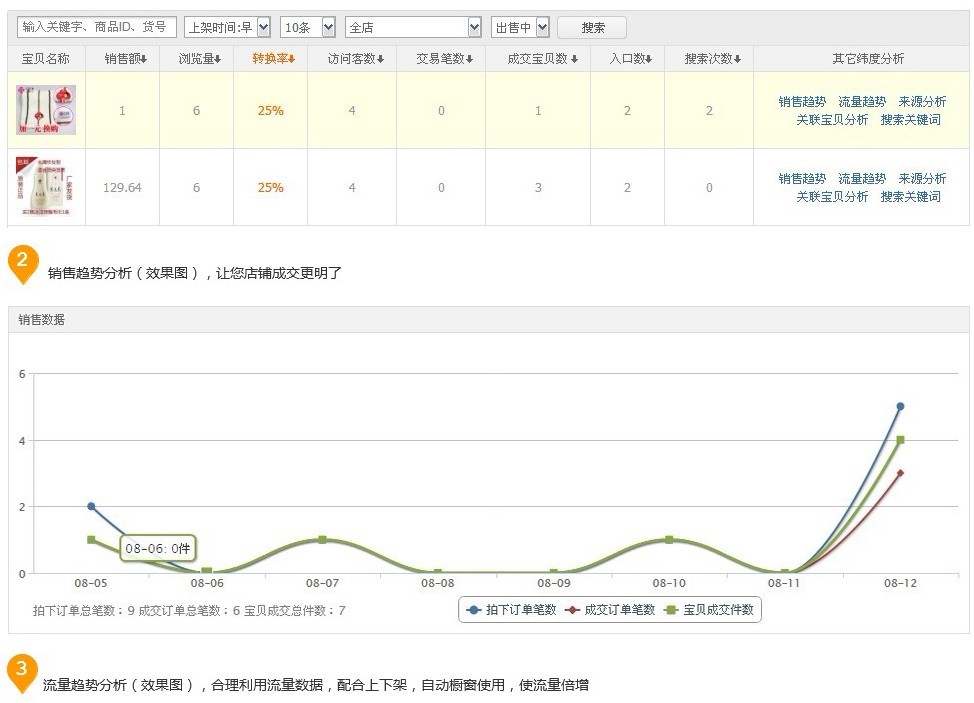 输入关键字、商品ID、货号 上架时间:早 10条 全店 出售中 搜索
宝贝名称 销售额 浏览量 转换率 访问客数 交易笔数 成交宝贝数 入口数 搜索次数 其它纬度分析
加一元 换购
1 6 25% 4 0 1 2 2
销售趋势 流量趋势 来源分析
关联宝贝分析 搜索关键词
包邮
厂家发货
129.64 6 25% 4 0 3 2 0
销售趋势 流量趋势 来源分析
关联宝贝分析 搜索关键词
2
销售趋势分析（效果图），让您店铺成交更明了
销售数据
6
4
2
0
08-06: 0件
08-05 08-06 08-07 08-08 08-09 08-10 08-11 08-12
拍下订单总笔数：9 成交订单总笔数：6 宝贝成交总件数：7
拍下订单笔数 成交订单笔数 宝贝成交件数
3
流量趋势分析（效果图），合理利用流量数据，配合上下架，自动橱窗使用，使流量倍增